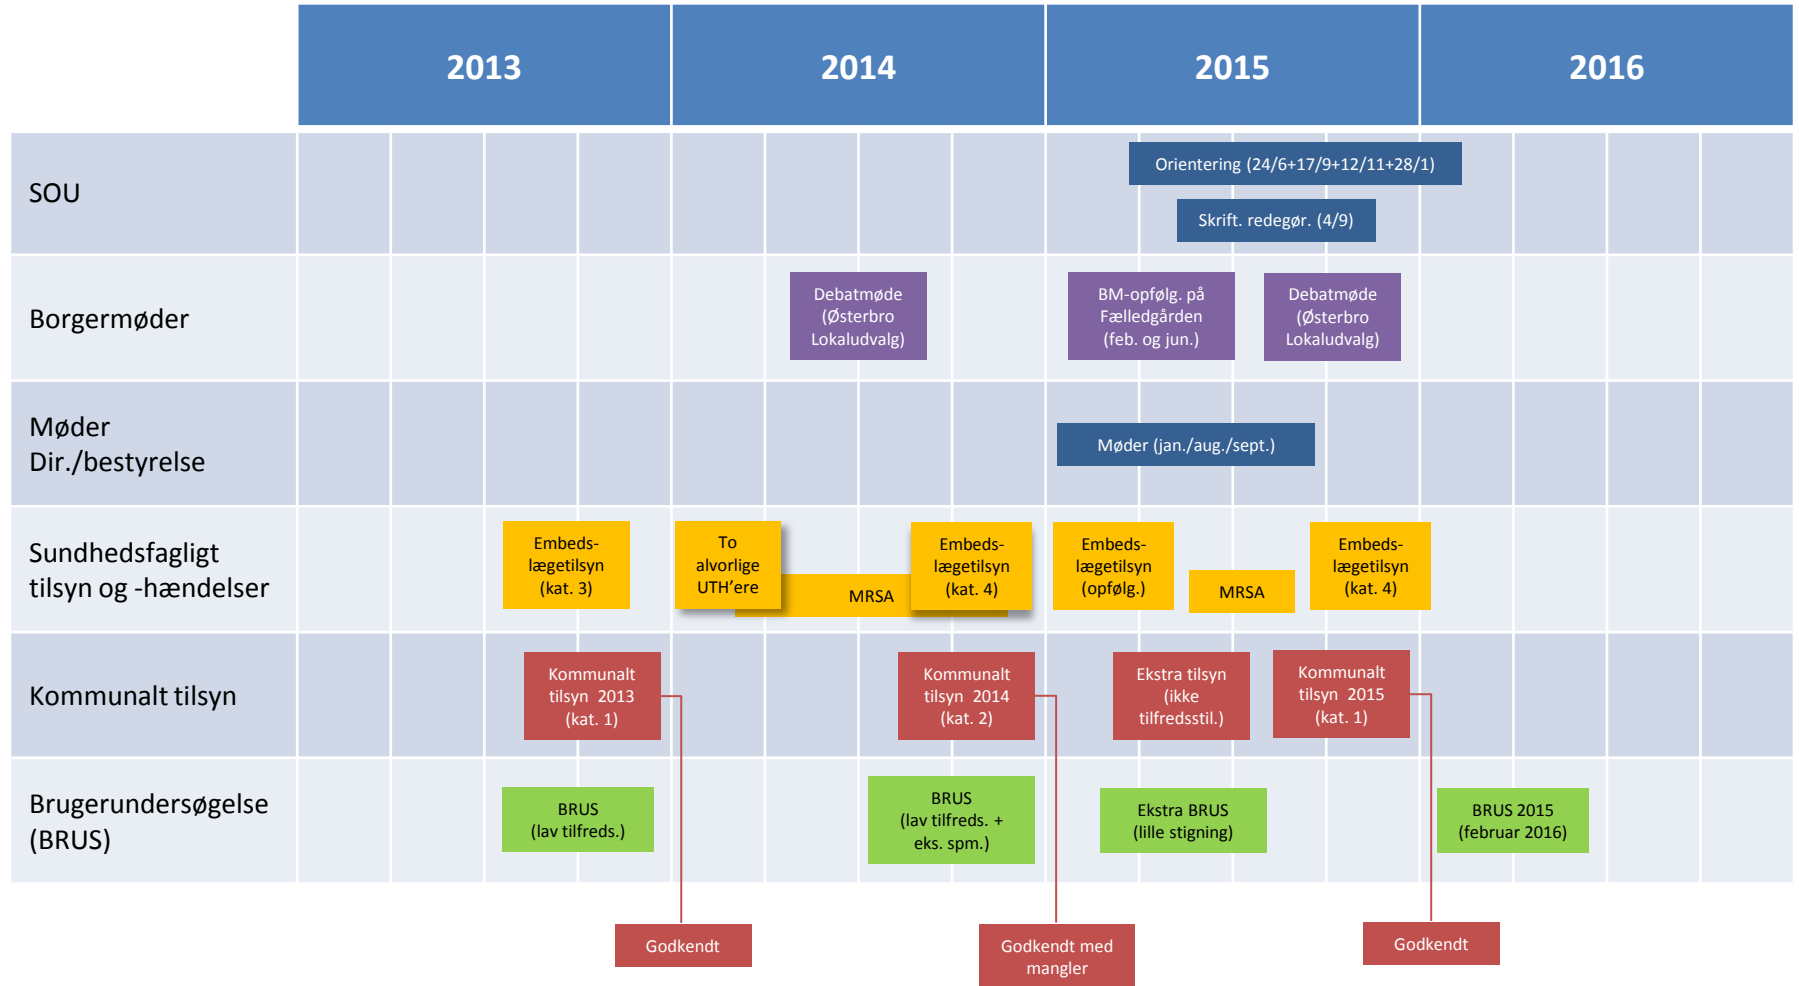 2013
2014
2015
2016
SOU
Orientering (24/6+17/9+12/11+28/1)
Skrift. redegør. (4/9)
Borgermøder
Debatmøde
(Østerbro
Lokaludvalg)
BM-opfølg. på
Fælledgården
(feb. og jun.)
Debatmøde
(Østerbro
Lokaludvalg)
Møder
Dir./bestyrelse
Møder (jan./aug./sept.)
Sundhedsfagligt
tilsyn og -hændelser
Embeds-
lægetilsyn
(kat. 3)
To
alvorlige
UTH'ere
MRSA
Embeds-
lægetilsyn
(kat. 4)
Embeds-
lægetilsyn
(opfølg.)
MRSA
Embeds-
lægetilsyn
(kat. 4)
Kommunalt tilsyn
Kommunalt
tilsyn 2013
(kat. 1)
Kommunalt
tilsyn 2014
(kat. 2)
Ekstra tilsyn
(ikke
tilfredsstil.)
Kommunalt
tilsyn 2015
(kat. 1)
Brugerundersøgelse
(BRUS)
BRUS
(lav tilfreds.)
BRUS
(lav tilfreds. +
eks. spm.)
Ekstra BRUS
(lille stigning)
BRUS 2015
(februar 2016)
Godkendt
Godkendt med
mangler
Godkendt